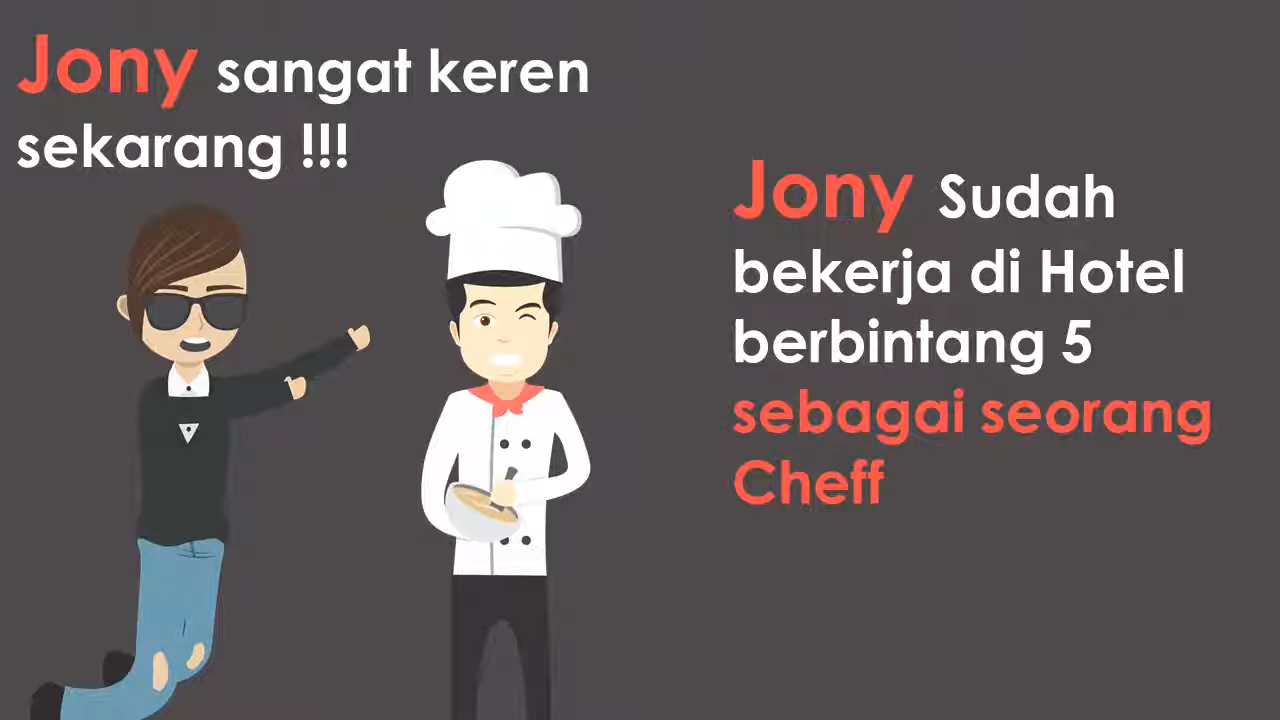 Jony sangat keren
sekarang !!!
Jony Sudah
bekerja di Hotel
berbintang 5
sebagai seorang
Cheff